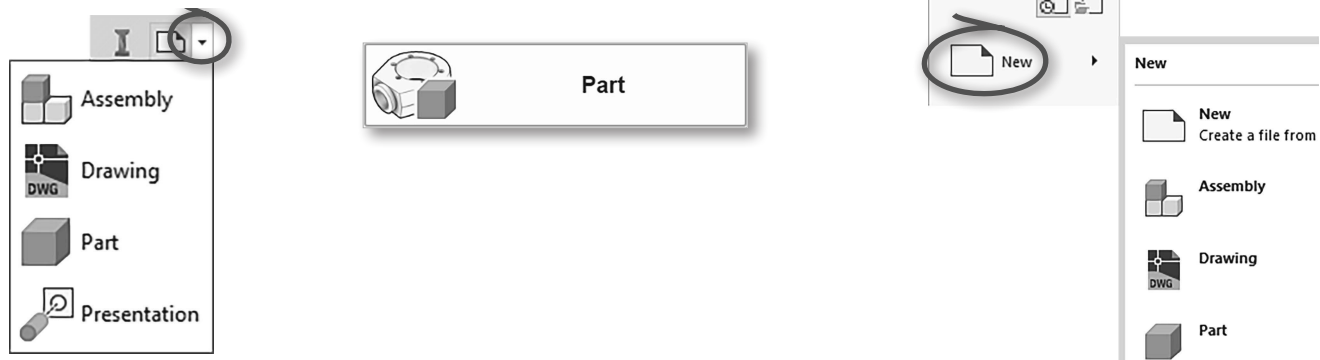 Assembly
DWG
Drawing
Part
Presentation
Part
New
New
New
Create a file from
Assembly
DWG
Drawing
Part